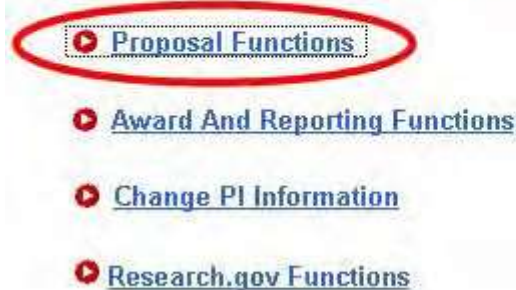 Proposal Functions
Award And Reporting Functions
Change PI Information
Research.gov Functions